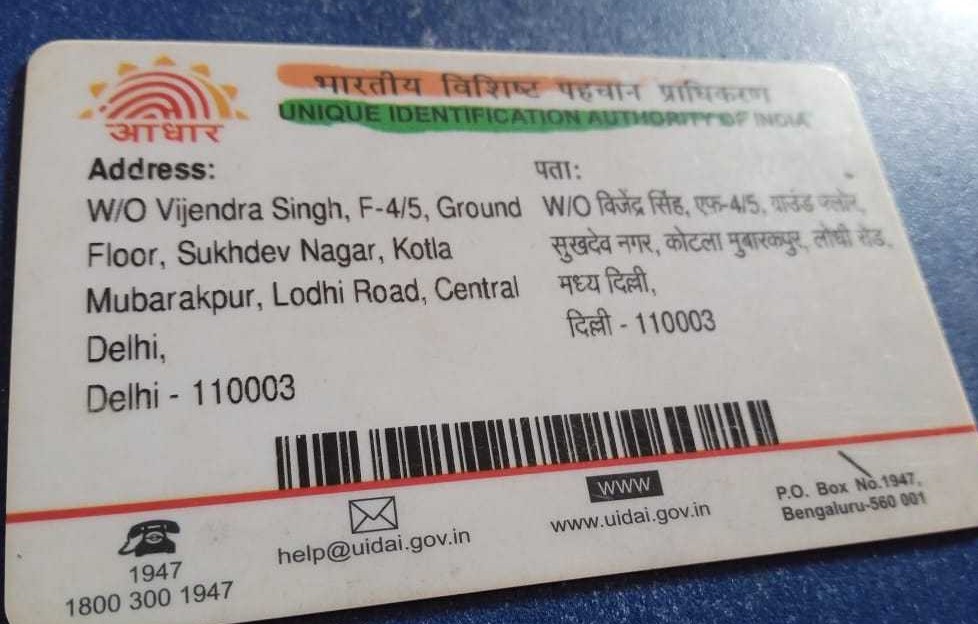 भारतीय विशिष्ट पहचान प्राधिकरण
UNIQUE IDENTIFICATION AUTHORITY OF INDIA
आधार
Address:
W/O Vijendra Singh, F-4/5, Ground
Floor, Sukhdev Nagar, Kotla
Mubarakpur, Lodhi Road, Central
Delhi,
Delhi - 110003
पता:
W/O विजेंद्र सिंह, एफ-4/5, ग्राउंड फ्लोर,
सुखदेव नगर, कोटला मुबारकपुर, लोधी रोड,
मध्य दिल्ली,
दिल्ली - 110003
1947
1800 300 1947
help@uidai.gov.in
WWW
www.uidai.gov.in
P.O. Box No.1947,
Bengaluru-560 001